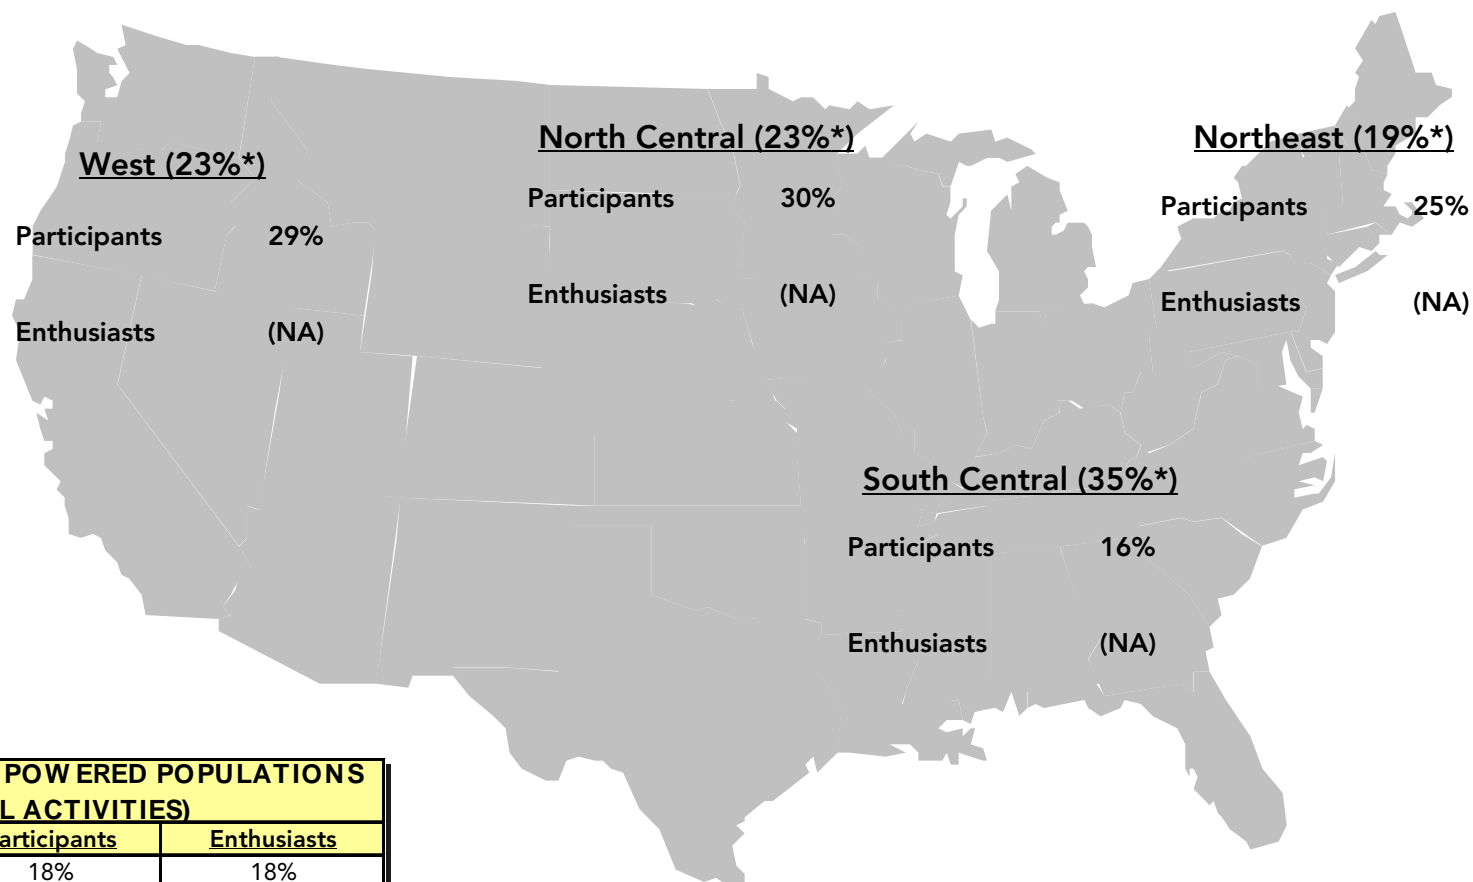 North Central (23%*)
Northeast (19%*)
West (23%*)
Participants 30%
Participants 25%
Participants 29%
Enthusiasts (NA)
Enthusiasts (NA)
Enthusiasts (NA)
South Central (35%*)
Participants 16%
Enthusiasts (NA)
POWERED POPULATIONS
L ACTIVITIES)
articipants Enthusiasts
18% 18%